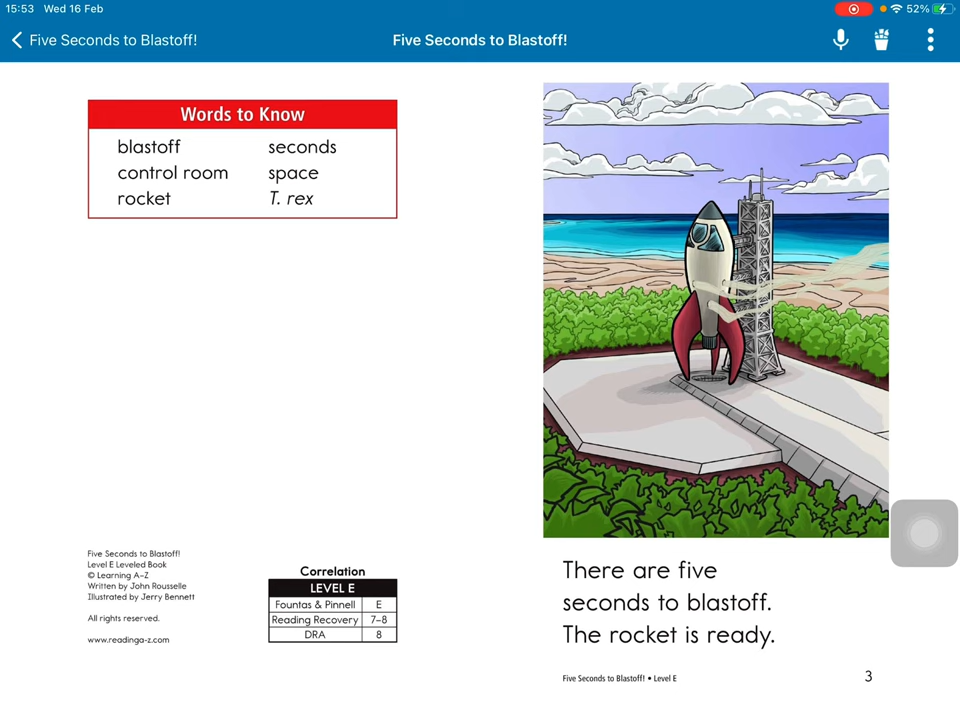 15:53 Wed 16 Feb
52%
Five Seconds to Blastoff!
Five Seconds to Blastoff!
Words to Know
blastoff seconds
control room space
rocket T. rex
Five Seconds to Blastoff!
Level E Leveled Book
© Learning A–Z
Written by John Rousselle
Illustrated by Jerry Bennett
All rights reserved.
www.readinga-z.com
Correlation
LEVEL E
Fountas & Pinnell E
Reading Recovery 7–8
DRA 8
There are five
seconds to blastoff.
The rocket is ready.
Five Seconds to Blastoff! • Level E
3